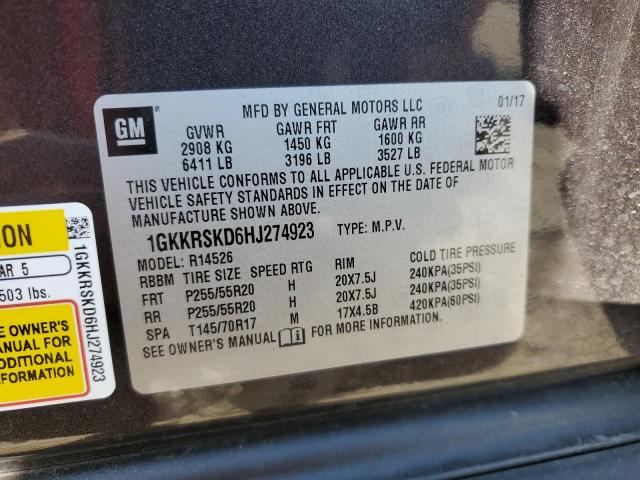 GM
MFD BY GENERAL MOTORS LLC
01/17
GVWR GAWR FRT GAWR RR
2908 KG 1450 KG 1600 KG
6411 LB 3196 LB 3527 LB
THIS VEHICLE CONFORMS TO ALL APPLICABLE U.S. FEDERAL MOTOR
VEHICLE SAFETY STANDARDS IN EFFECT ON THE DATE OF
MANUFACTURE SHOWN ABOVE.
1GKKRSKD6HJ274923 TYPE: M.P.V.
MODEL: R14526
RBBM TIRE SIZE SPEED RTG RIM COLD TIRE PRESSURE
FRT P255/55R20 H 20X7.5J 240KPA(35PSI)
RR P255/55R20 H 20X7.5J 240KPA(35PSI)
SPA T145/70R17 M 17X4.5B 420KPA(60PSI)
SEE OWNER'S MANUAL FOR MORE INFORMATION
ION
AR 5
503 lbs.
E OWNER'S
ANUAL FOR
DDITIONAL
ORMATION
1GKKRSKD6HJ274923